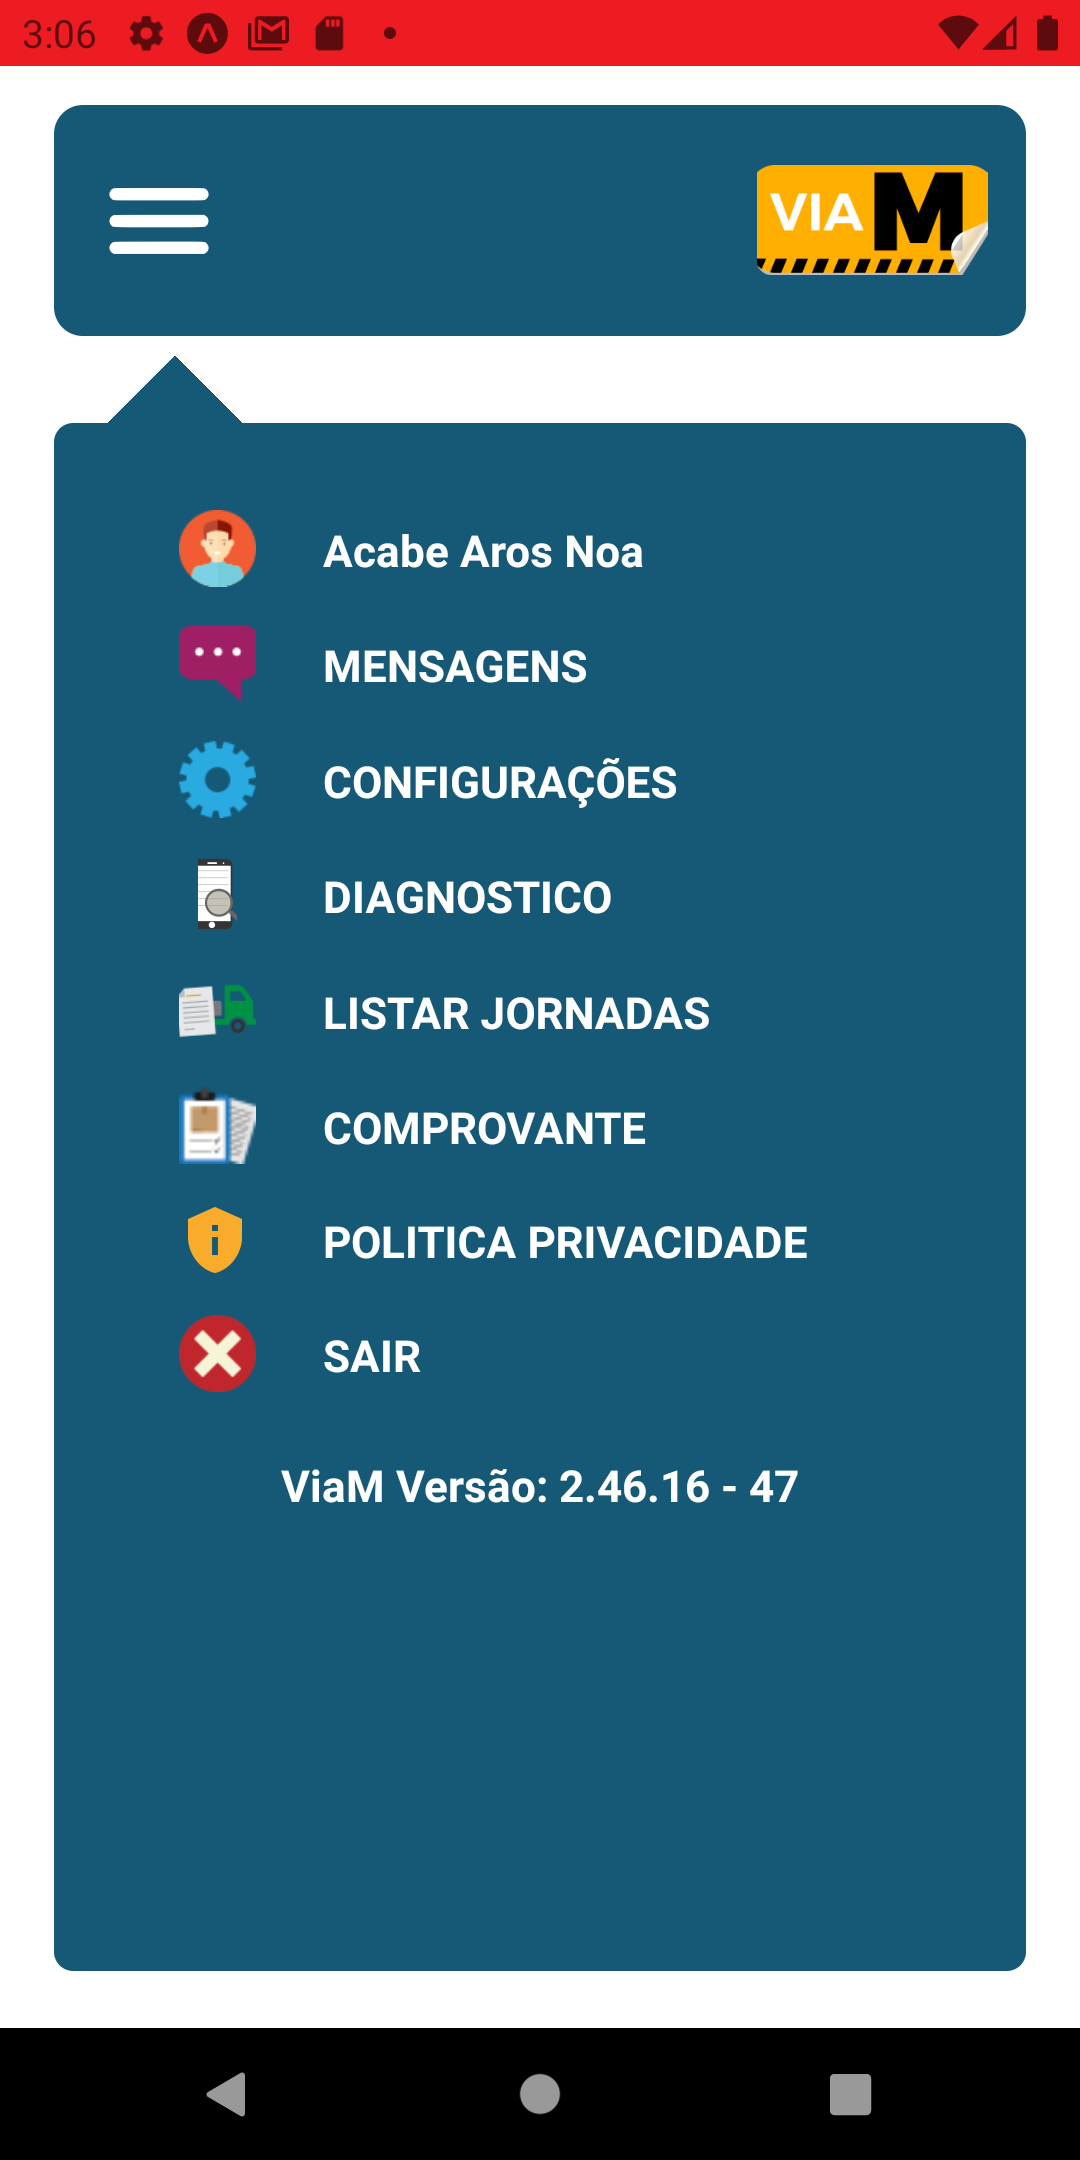 3:06
VIA M
Acabe Aros Noa
MENSAGENS
CONFIGURAÇÕES
DIAGNOSTICO
LISTAR JORNADAS
COMPROVANTE
POLITICA PRIVACIDADE
SAIR
ViaM Versão: 2.46.16 - 47